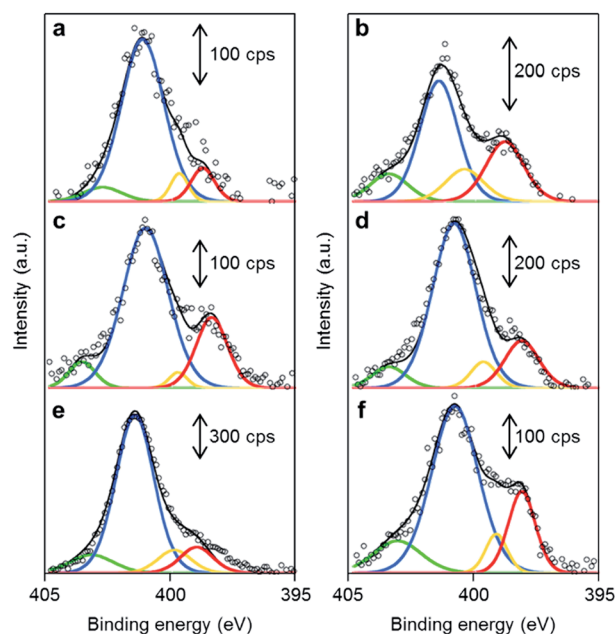 a
100 cps
b
200 cps
c
100 cps
d
200 cps
e
300 cps
f
100 cps
Intensity (a.u.)
Intensity (a.u.)
405 400 395
405 400 395
Binding energy (eV)
Binding energy (eV)